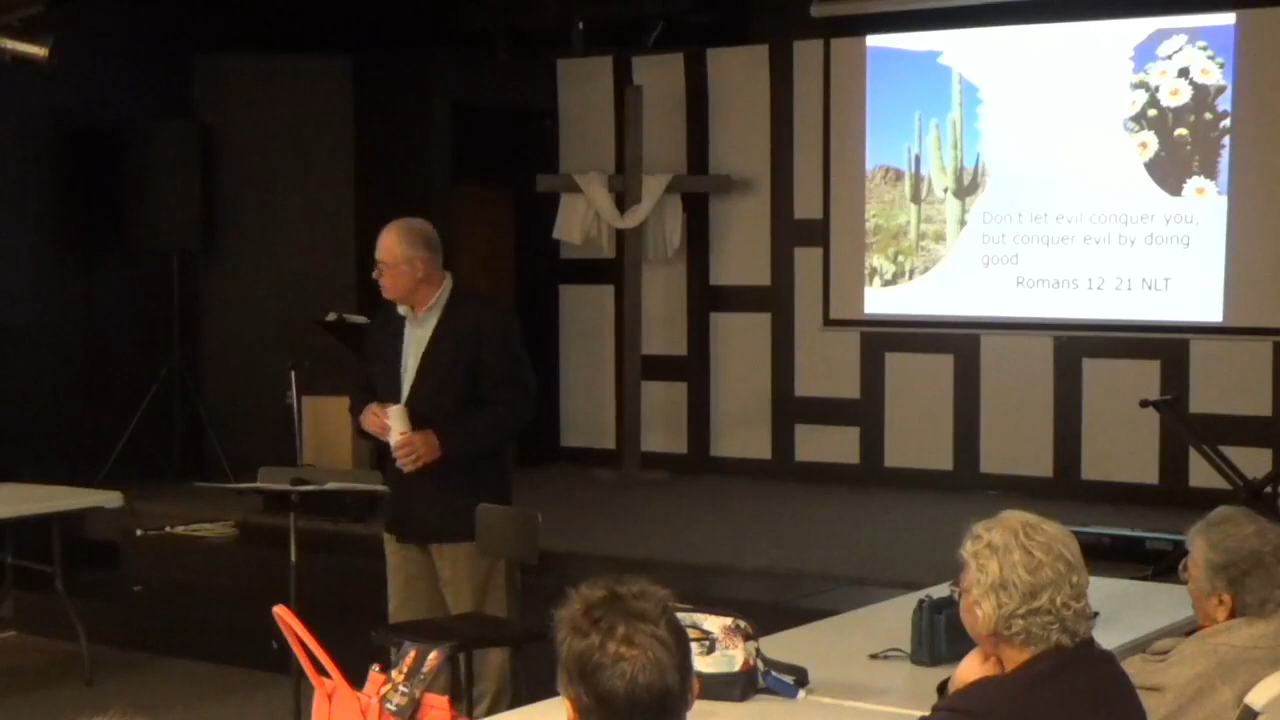 Don't let evil conquer you,
but conquer evil by doing
good
Romans 12 21 NLT